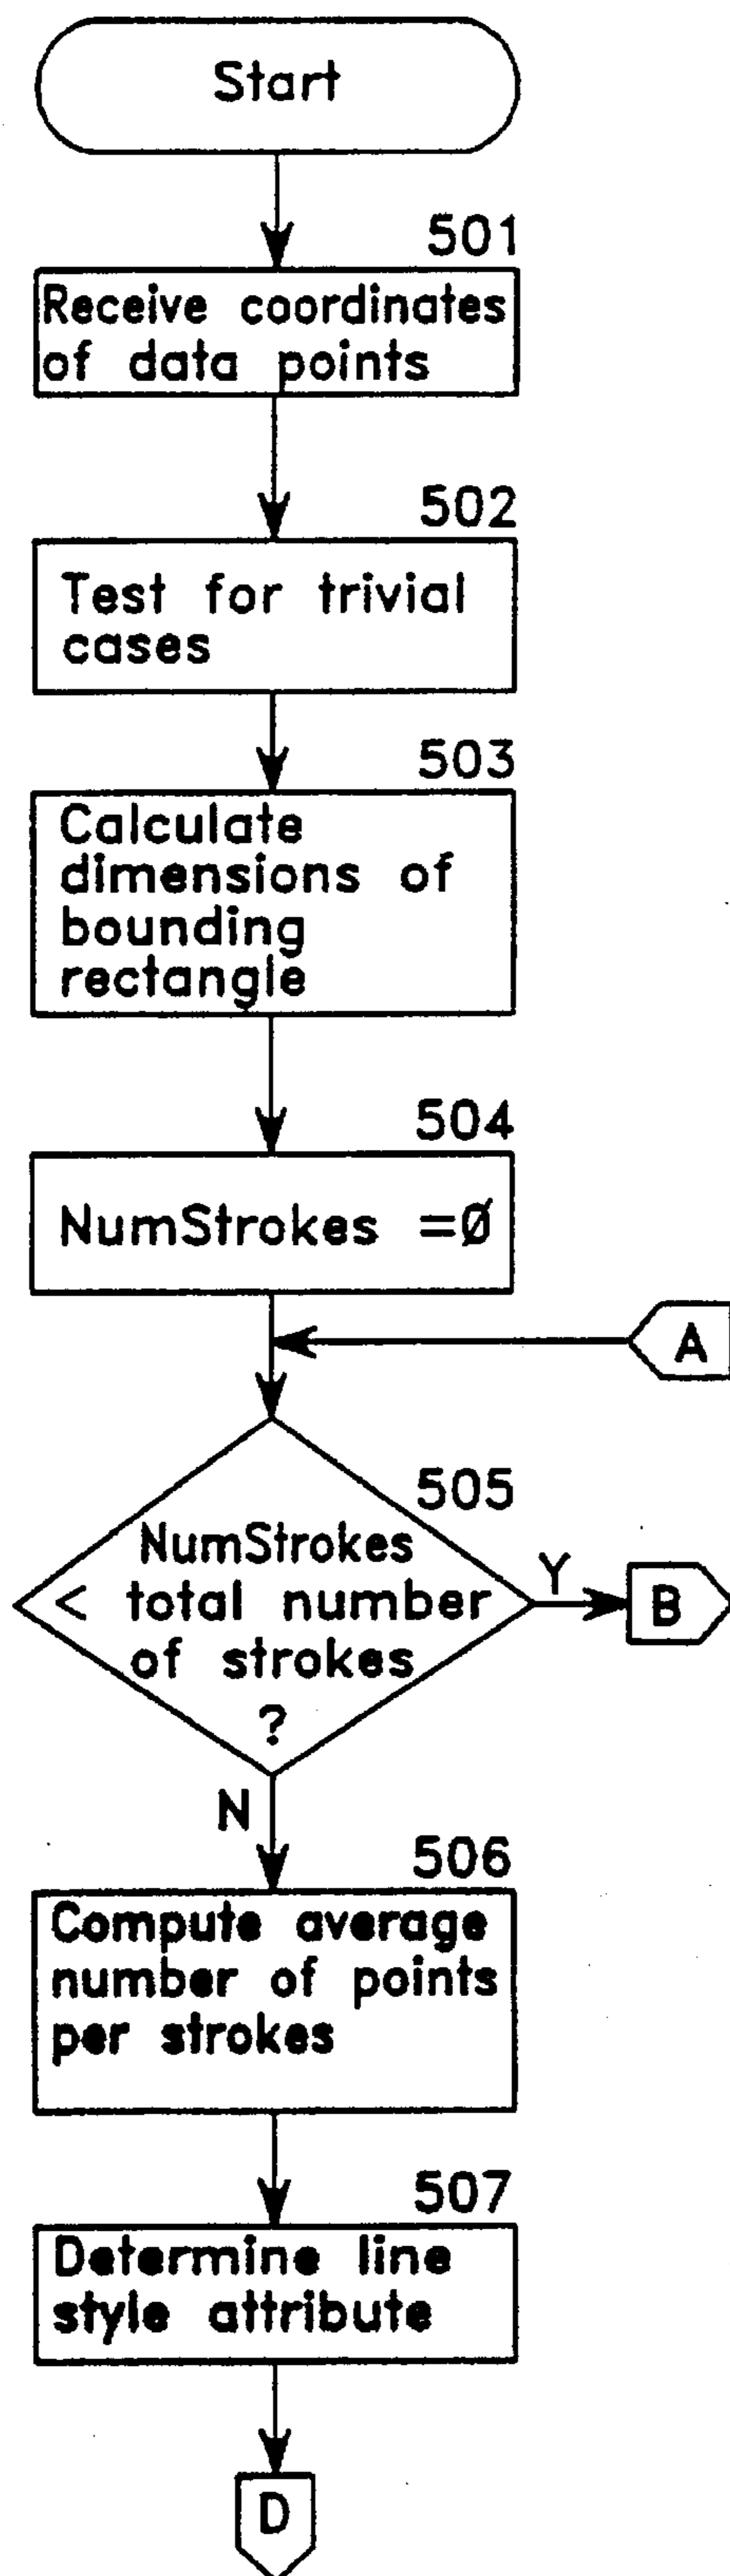 Start
501
Receive coordinates
of data points
502
Test for trivial
cases
503
Calculate
dimensions of
bounding
rectangle
504
NumStrokes =Ø
A
505
NumStrokes
< total number
of strokes
?
Y
B
N
506
Compute average
number of points
per strokes
507
Determine line
style attribute
D